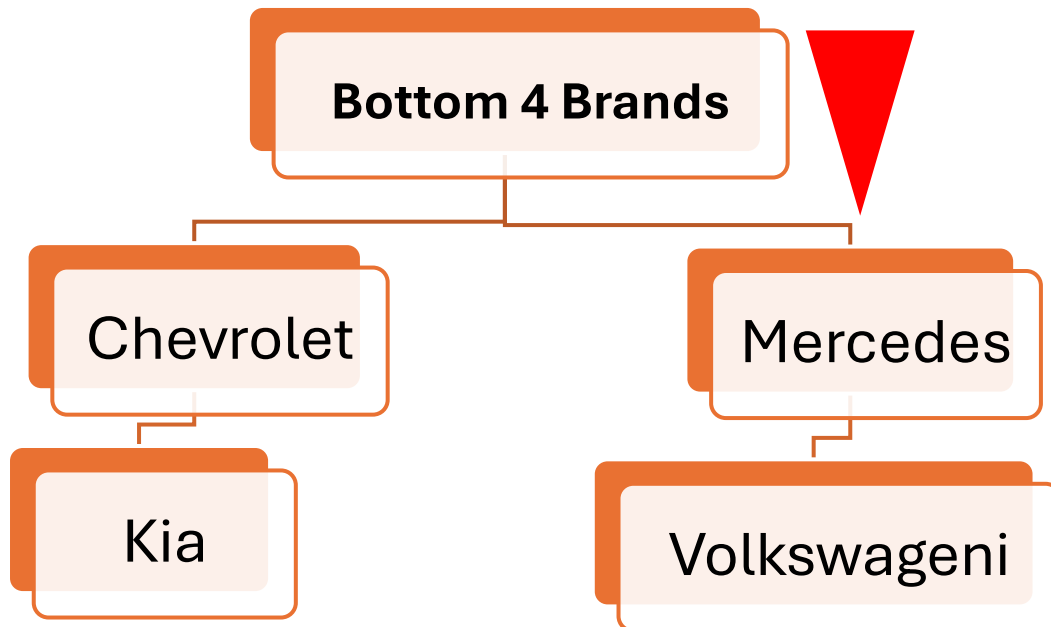 Bottom 4 Brands
Chevrolet
Mercedes
Kia
Volkswageni